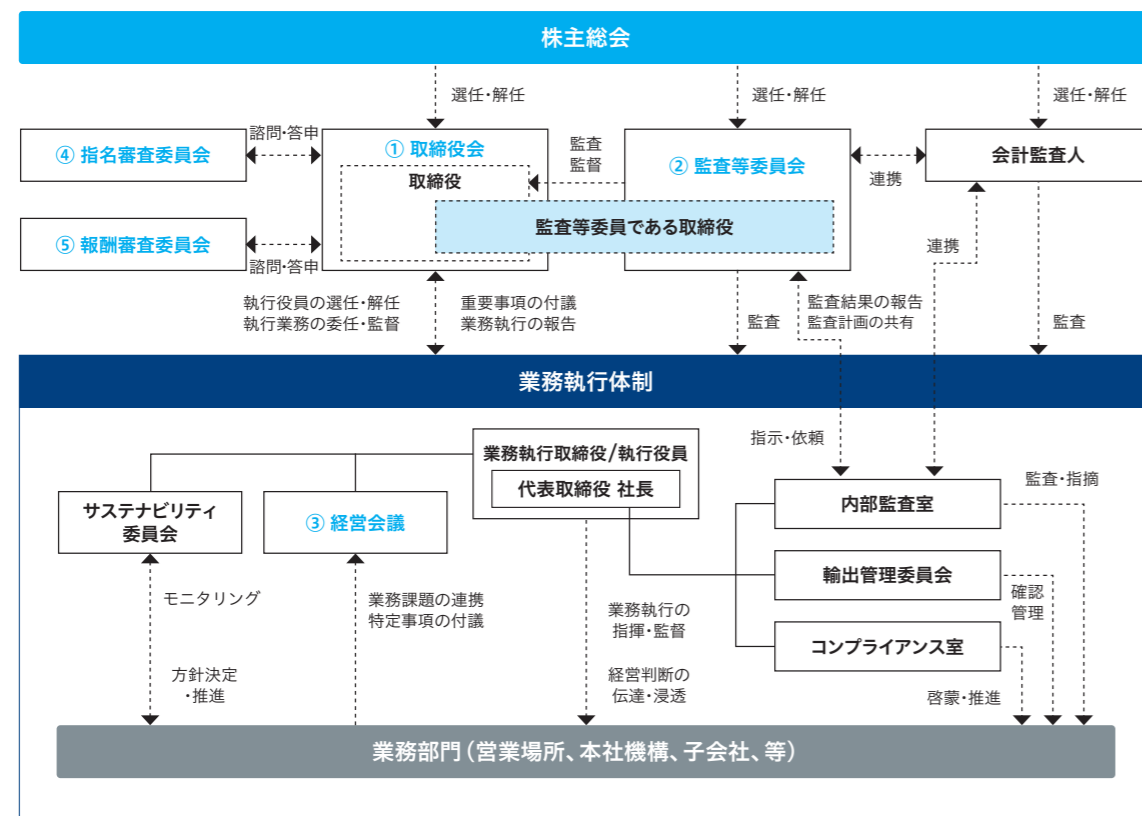 株主総会
選任・解任
選任・解任
選任・解任
④ 指名審査委員会
諮問・答申
① 取締役会
取締役
監査
監督
② 監査等委員会
連携
会計監査人
監査等委員である取締役
⑤ 報酬審査委員会
諮問・答申
連携
執行役員の選任・解任
執行業務の委任・監督
重要事項の付議
業務執行の報告
監査
監査結果の報告
監査計画の共有
監査
業務執行体制
指示・依頼
業務執行取締役/執行役員
代表取締役 社長
サステナビリティ
委員会
③ 経営会議
内部監査室
監査・指摘
輸出管理委員会
確認
管理
コンプライアンス室
啓蒙・推進
モニタリング
方針決定
・推進
業務課題の連携
特定事項の付議
業務執行の
指揮・監督
経営判断の
伝達・浸透
業務部門（営業場所、本社機構、子会社、等）